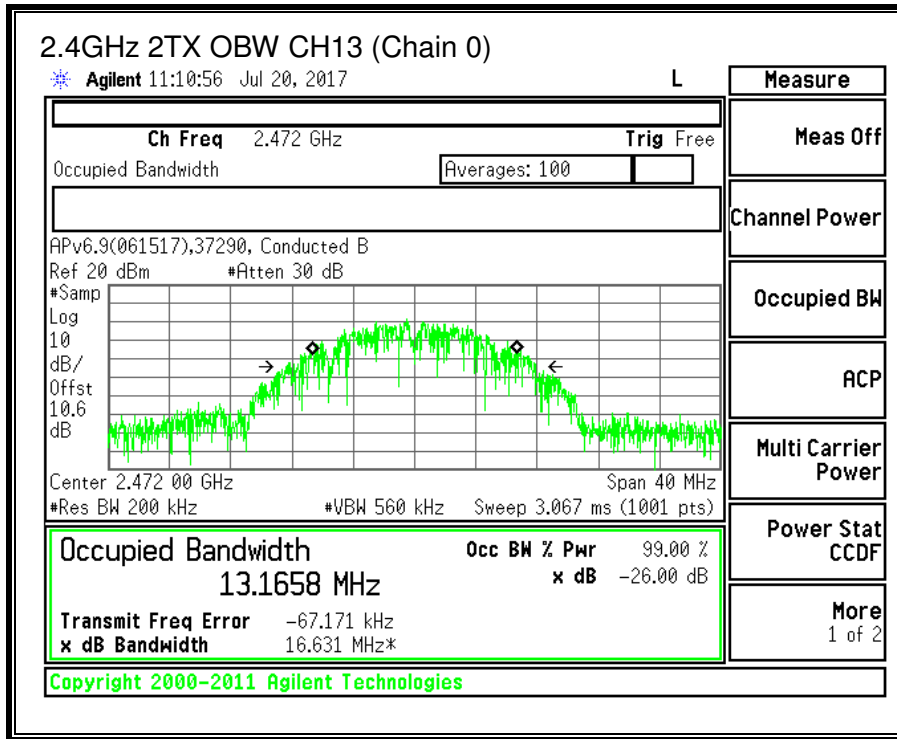 2.4GHz 2TX OBW CH13 (Chain 0)
Agilent 11:10:56 Jul 20, 2017 L
Measure
Ch Freq 2.472 GHz Trig Free
Meas Off
Occupied Bandwidth Averages: 100
Channel Power
APv6.9(061517),37290, Conducted B
Ref 20 dBm #Atten 30 dB
#Samp
Log
10
dB/
Offst
10.6
dB
Occupied BW
ACP
Multi Carrier
Power
Center 2.472 00 GHz Span 40 MHz
#Res BW 200 kHz #VBW 560 kHz Sweep 3.067 ms (1001 pts)
Power Stat
CCDF
Occupied Bandwidth Occ BW % Pwr 99.00 %
13.1658 MHz x dB -26.00 dB
Transmit Freq Error -67.171 kHz
x dB Bandwidth 16.631 MHz*
More
1 of 2
Copyright 2000-2011 Agilent Technologies